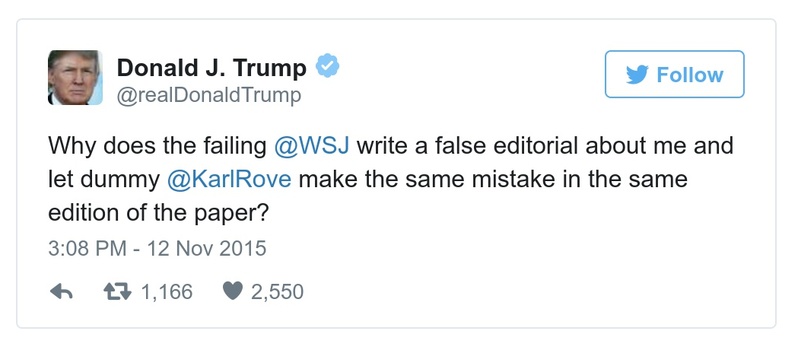 Donald J. Trump
@realDonaldTrump
Follow
Why does the failing @WSJ write a false editorial about me and
let dummy @KarlRove make the same mistake in the same
edition of the paper?
3:08 PM - 12 Nov 2015
1,166 2,550